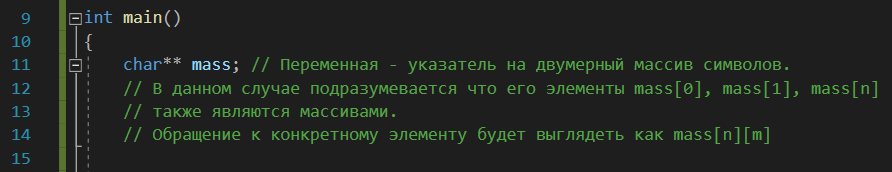 9 int main()
10 {
11 char** mass; // Переменная - указатель на двумерный массив символов.
12 // В данном случае подразумевается что его элементы mass[0], mass[1], mass[n]
13 // также являются массивами.
14 // Обращение к конкретному элементу будет выглядеть как mass[n][m]
15